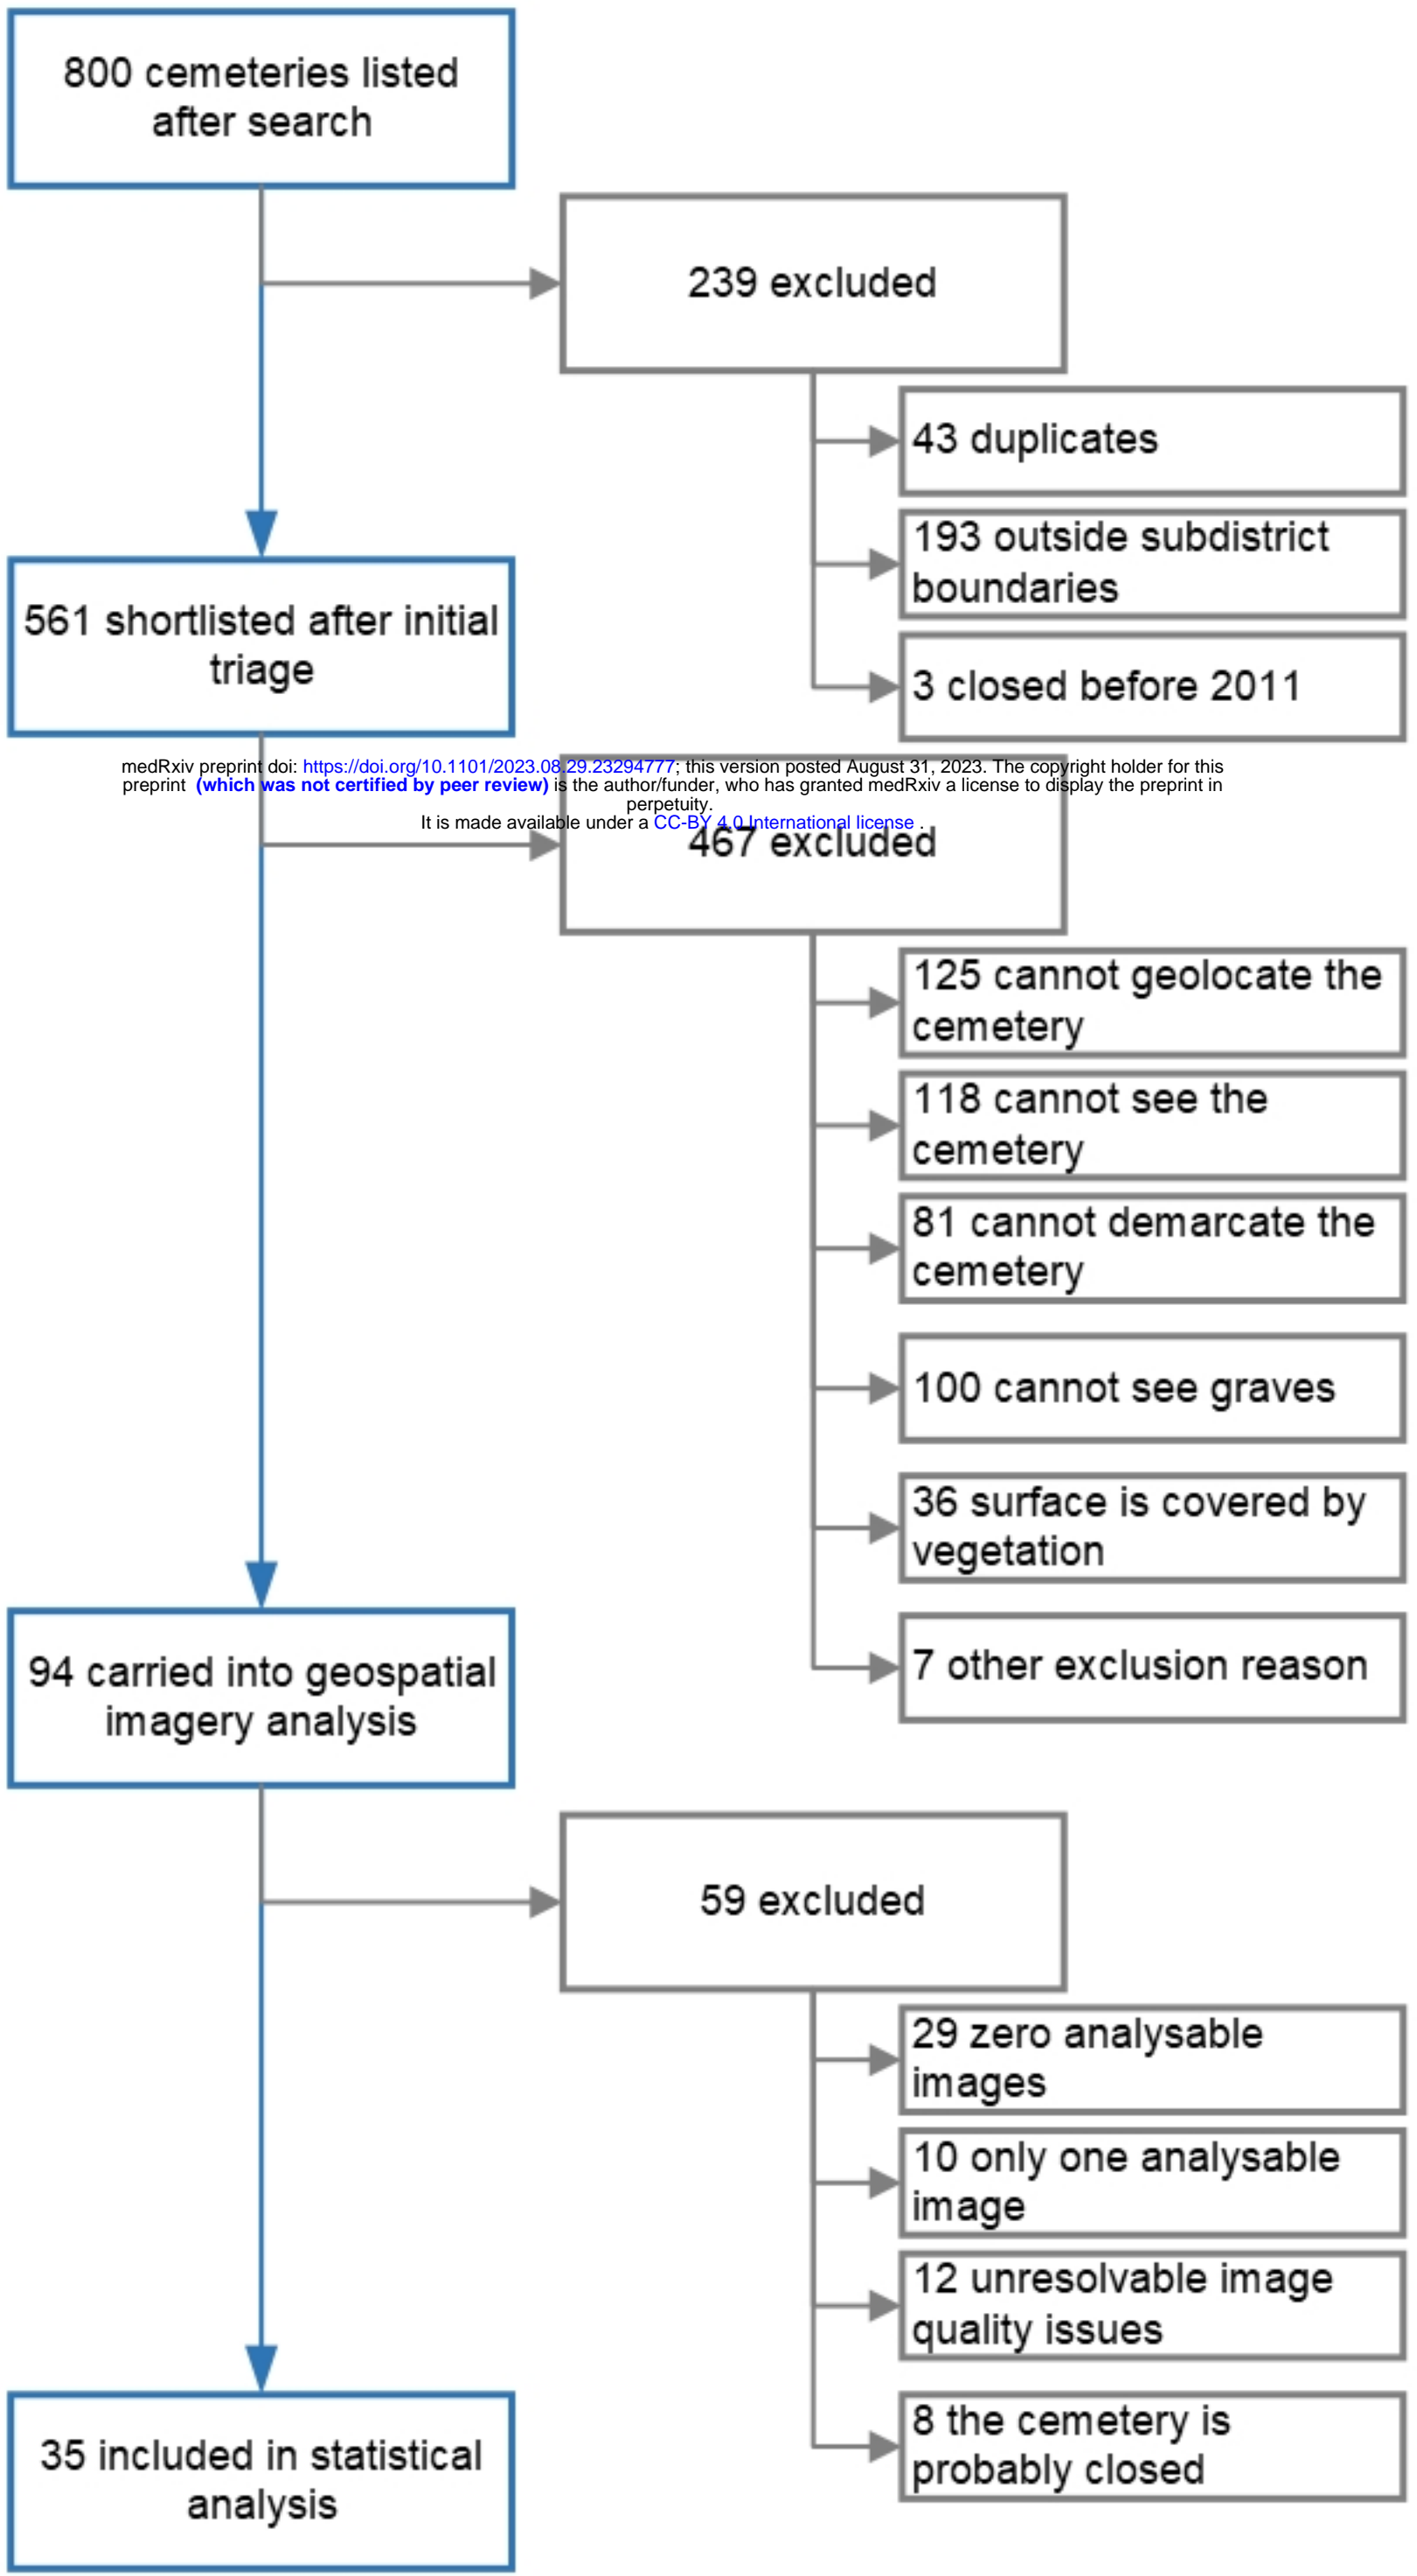 800 cemeteries listed
after search
239 excluded
43 duplicates
193 outside subdistrict
boundaries
3 closed before 2011
561 shortlisted after initial
triage
medRxiv preprint doi: https://doi.org/10.1101/2023.08.29.23294777; this version posted August 31, 2023. The copyright holder for this
preprint (which was not certified by peer review) is the author/funder, who has granted medRxiv a license to display the preprint in
perpetuity.
It is made available under a CC-BY 4.0 International license .
467 excluded
125 cannot geolocate the
cemetery
118 cannot see the
cemetery
81 cannot demarcate the
cemetery
100 cannot see graves
36 surface is covered by
vegetation
7 other exclusion reason
94 carried into geospatial
imagery analysis
59 excluded
29 zero analysable
images
10 only one analysable
image
12 unresolvable image
quality issues
8 the cemetery is
probably closed
35 included in statistical
analysis